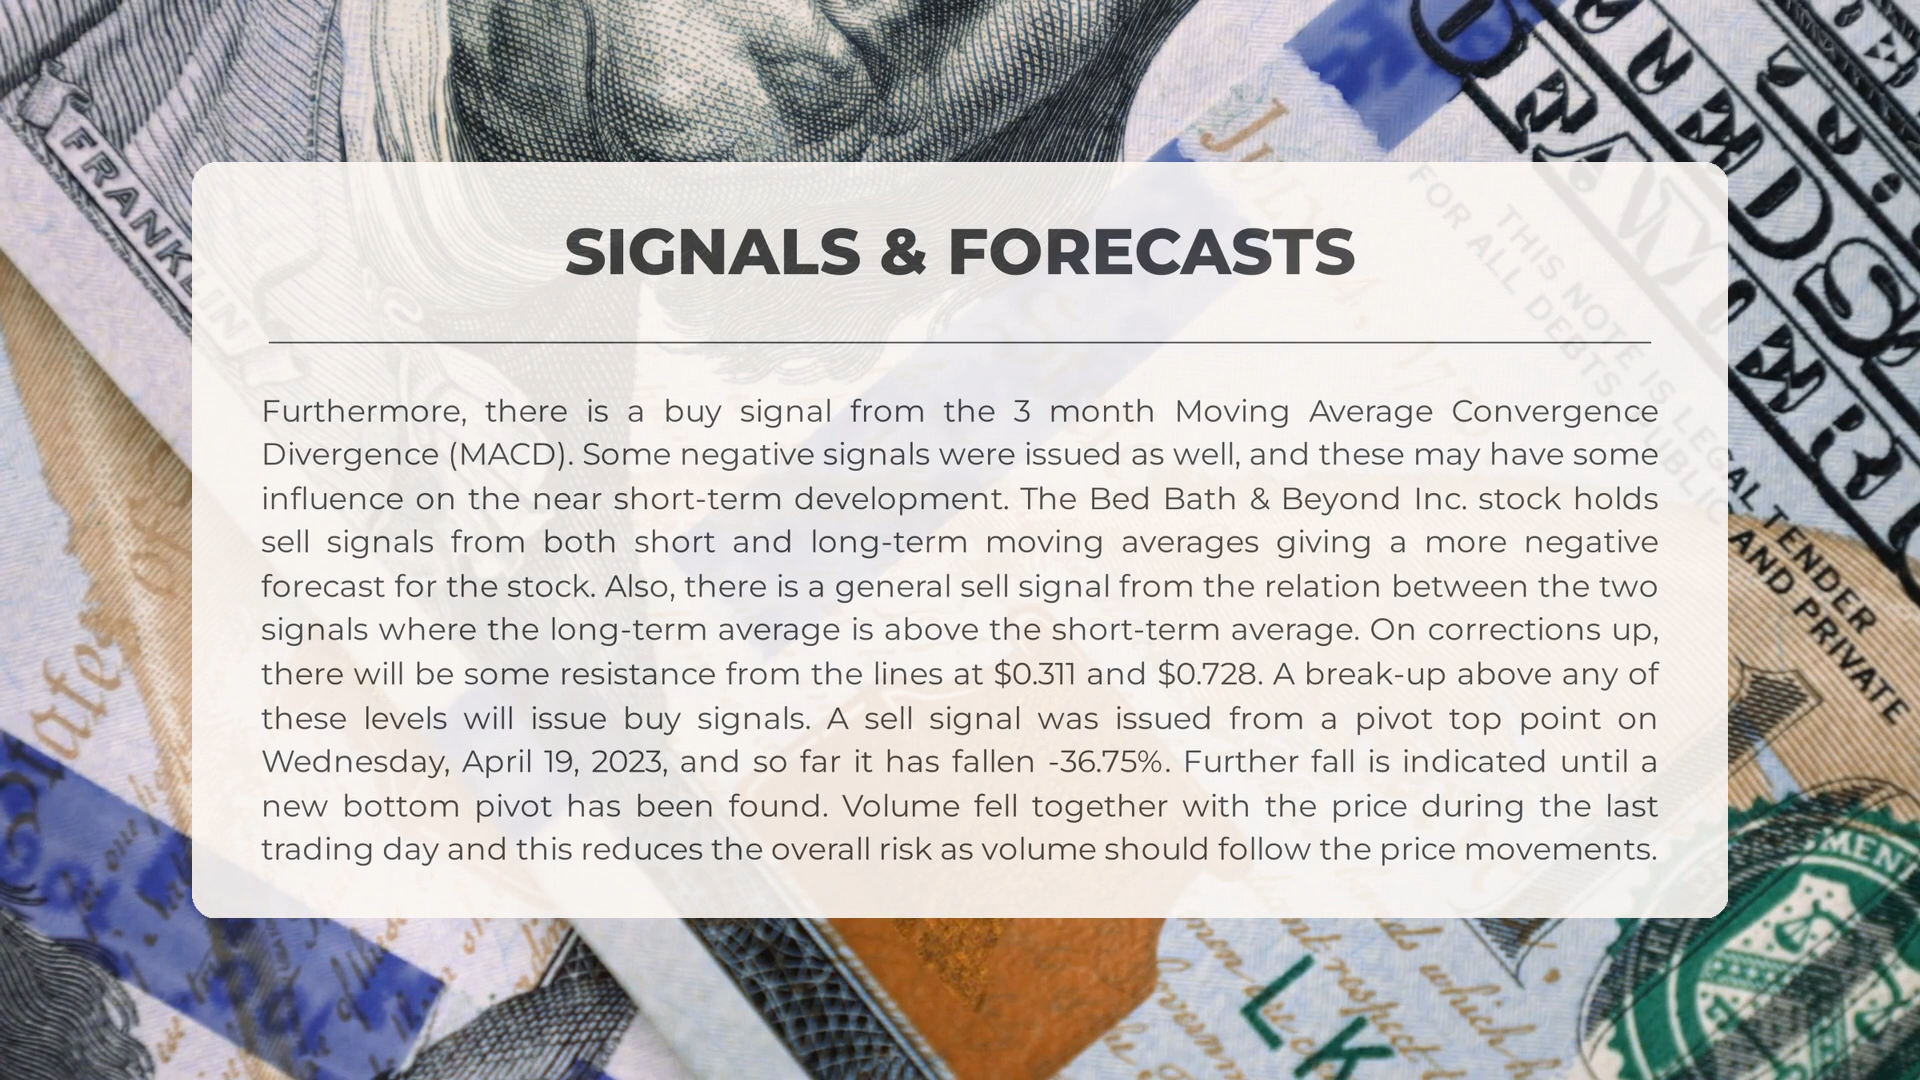 SIGNALS & FORECASTS
Furthermore, there is a buy signal from the 3 month Moving Average Convergence
Divergence (MACD). Some negative signals were issued as well, and these may have some
influence on the near short-term development. The Bed Bath & Beyond Inc. stock holds
sell signals from both short and long-term moving averages giving a more negative
forecast for the stock. Also, there is a general sell signal from the relation between the two
signals where the long-term average is above the short-term average. On corrections up,
there will be some resistance from the lines at $0.311 and $0.728. A break-up above any of
these levels will issue buy signals. A sell signal was issued from a pivot top point on
Wednesday, April 19, 2023, and so far it has fallen -36.75%. Further fall is indicated until a
new bottom pivot has been found. Volume fell together with the price during the last
trading day and this reduces the overall risk as volume should follow the price movements.
FRANKLIN
THIS NOTE IS LEGAL TENDER
FOR ALL DEBTS, PUBLIC AND PRIVATE
LK